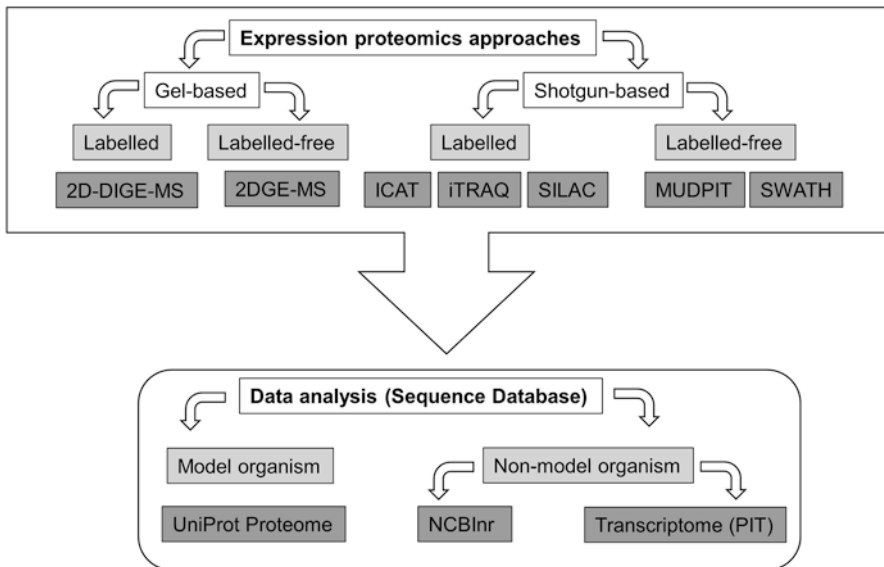 Expression proteomics approaches
Gel-based
Shotgun-based
Labelled
Labelled-free
Labelled
Labelled-free
2D-DIGE-MS
2DGE-MS
ICAT
iTRAQ
SILAC
MUDPIT
SWATH
Data analysis (Sequence Database)
Model organism
Non-model organism
UniProt Proteome
NCBInr
Transcriptome (PIT)